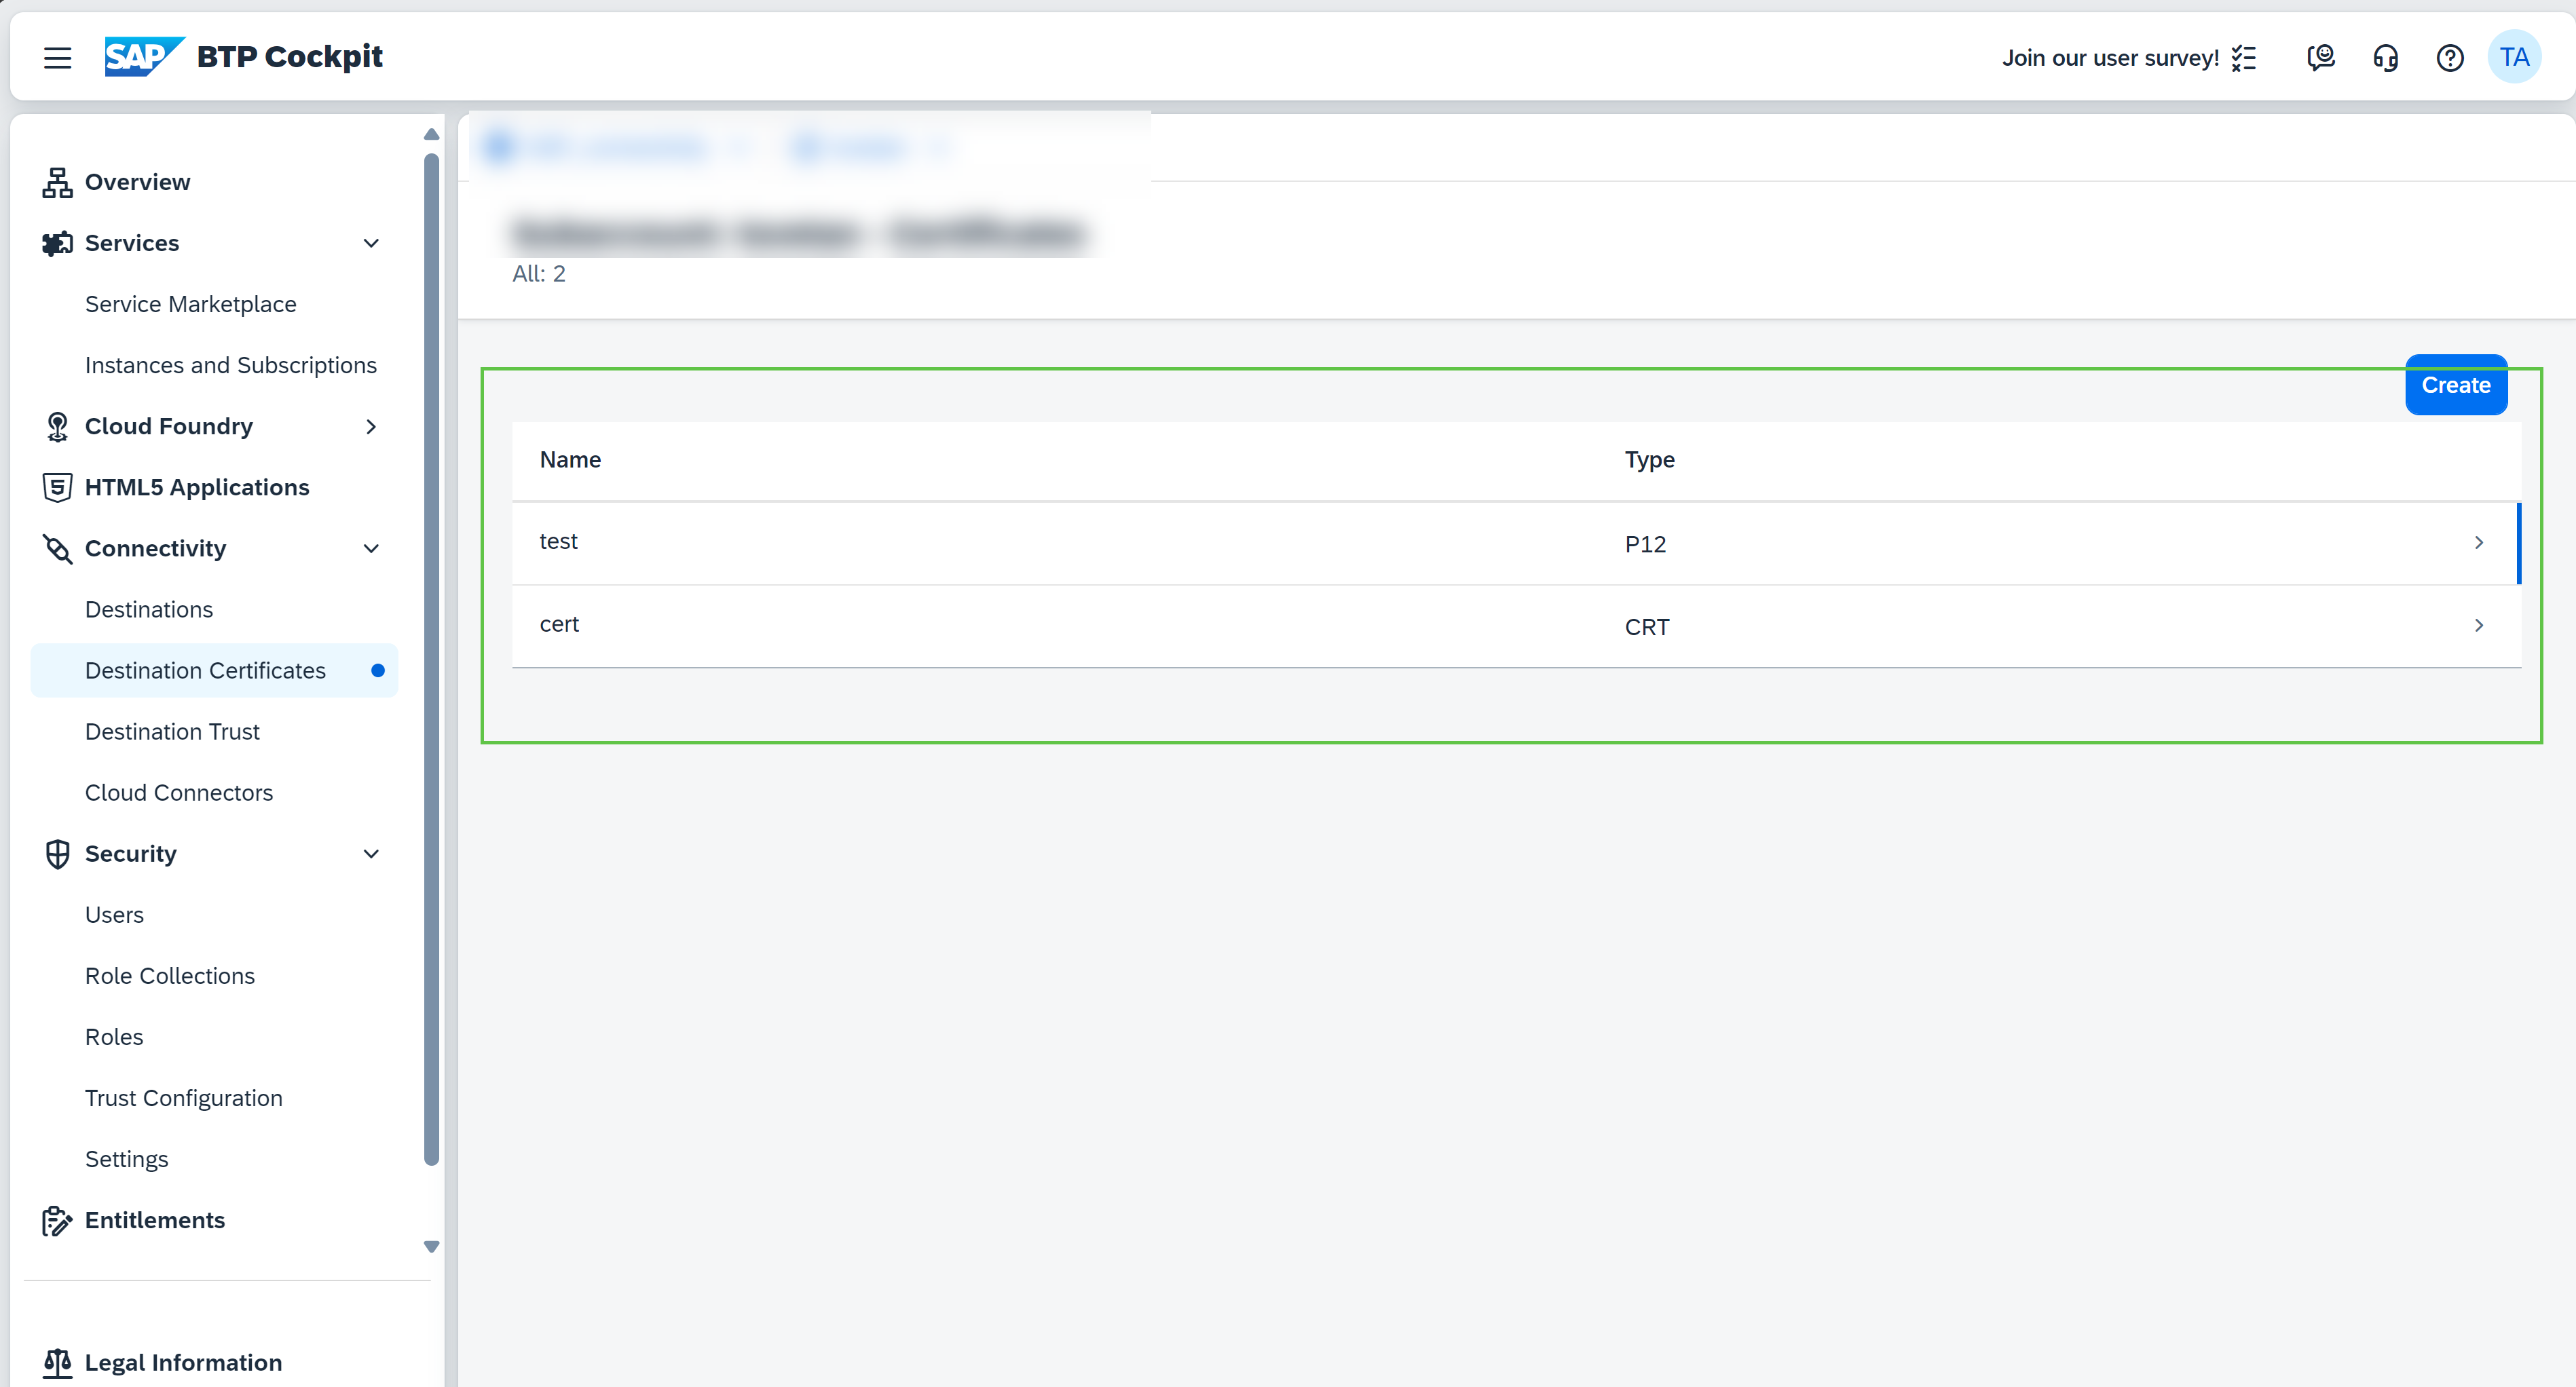 SAP BTP Cockpit
Join our user survey!
TA
Overview
Services
Service Marketplace
Instances and Subscriptions
Cloud Foundry
HTML5 Applications
Connectivity
Destinations
Destination Certificates
Destination Trust
Cloud Connectors
Security
Users
Role Collections
Roles
Trust Configuration
Settings
Entitlements
Legal Information
All: 2
Create
Name Type
test P12
cert CRT